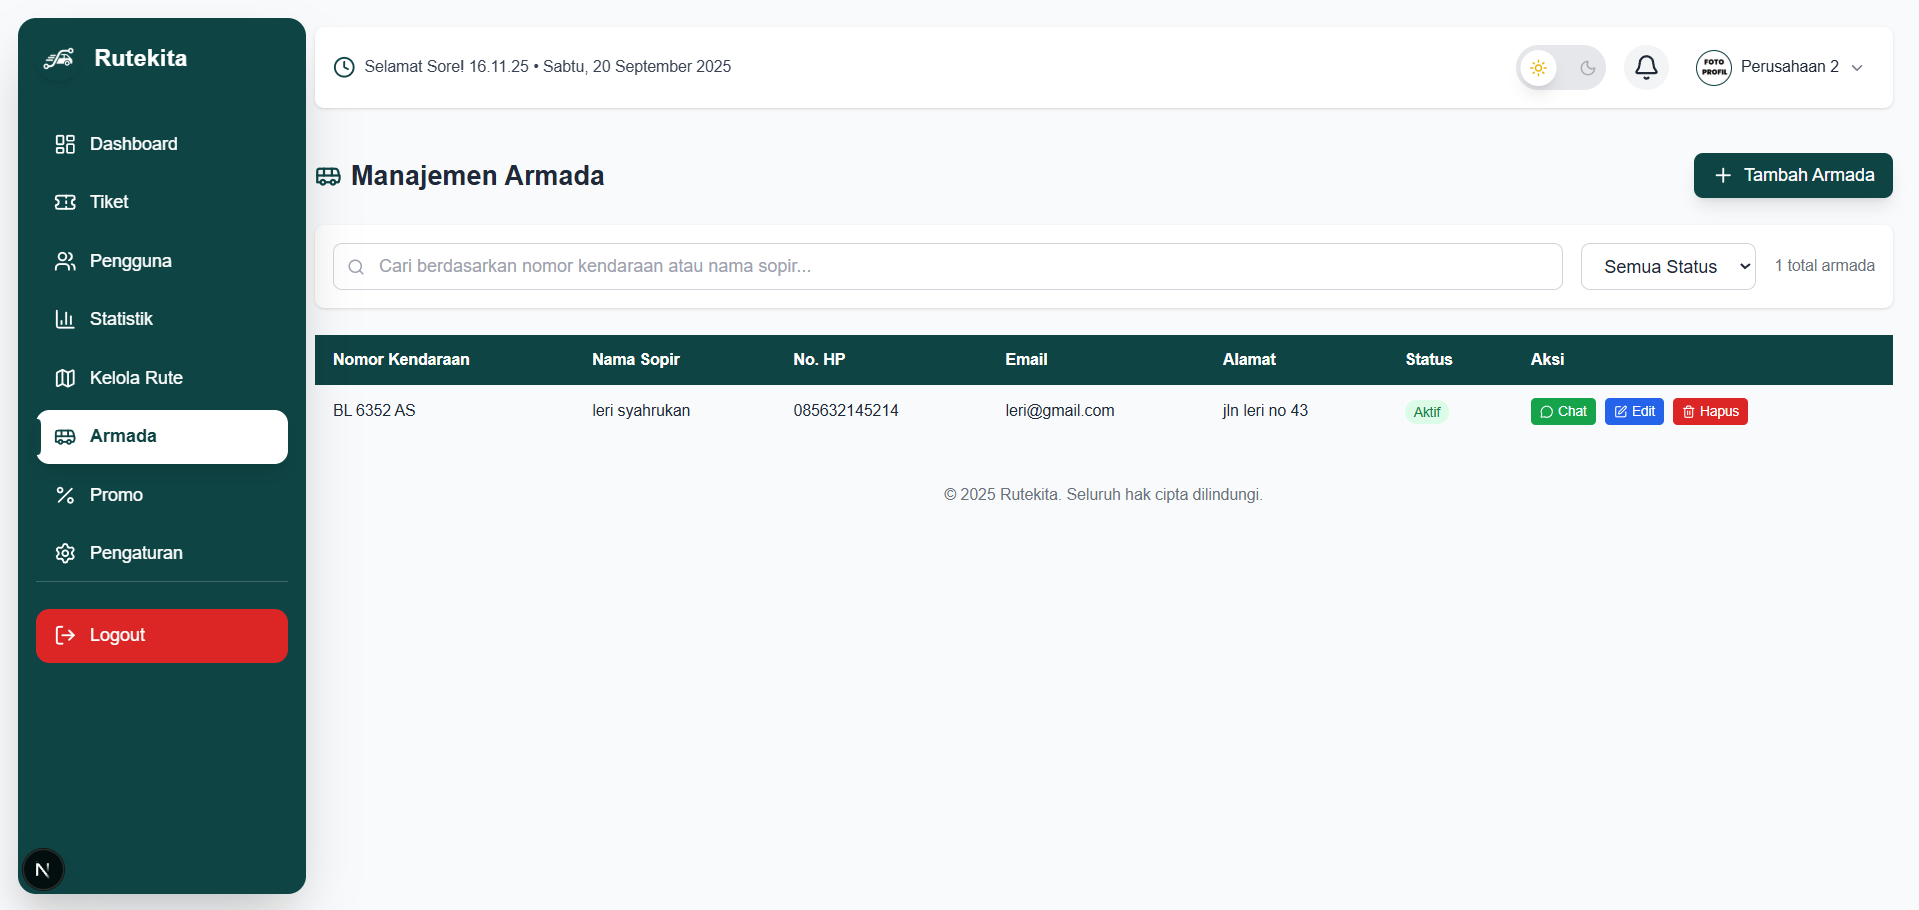 Rutekita
Selamat Sore! 16.11.25 • Sabtu, 20 September 2025
FOTO
PROFIL
Perusahaan 2
Dashboard
Tiket
Pengguna
Statistik
Kelola Rute
Armada
Promo
Pengaturan
Logout
N
Manajemen Armada
Tambah Armada
Cari berdasarkan nomor kendaraan atau nama sopir...
Semua Status
1 total armada
Nomor Kendaraan Nama Sopir No. HP Email Alamat Status Aksi
BL 6352 AS leri syahrukan 085632145214 leri@gmail.com jln leri no 43 Aktif Chat Edit Hapus
© 2025 Rutekita. Seluruh hak cipta dilindungi.